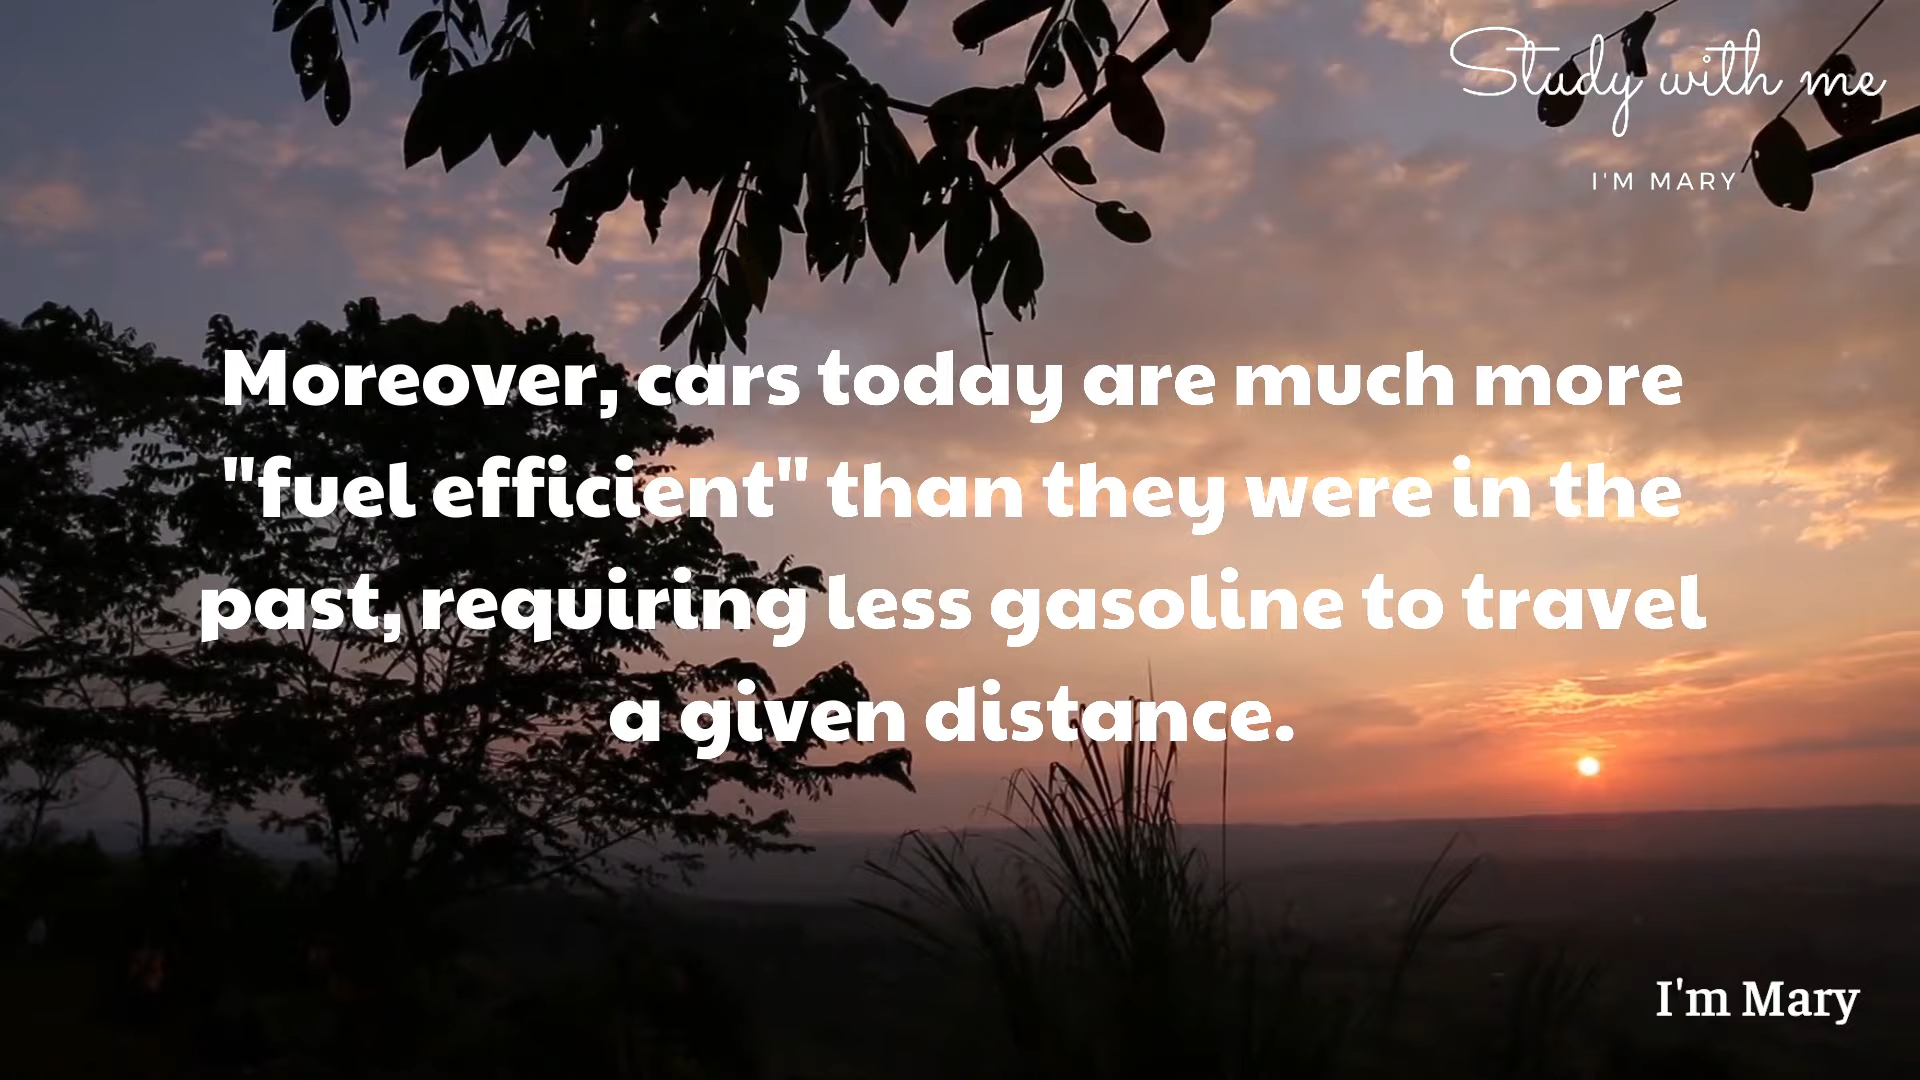 Study with me
I'M MARY
Moreover, cars today are much more
"fuel efficient" than they were in the
past, requiring less gasoline to travel
a given distance.
I'm Mary